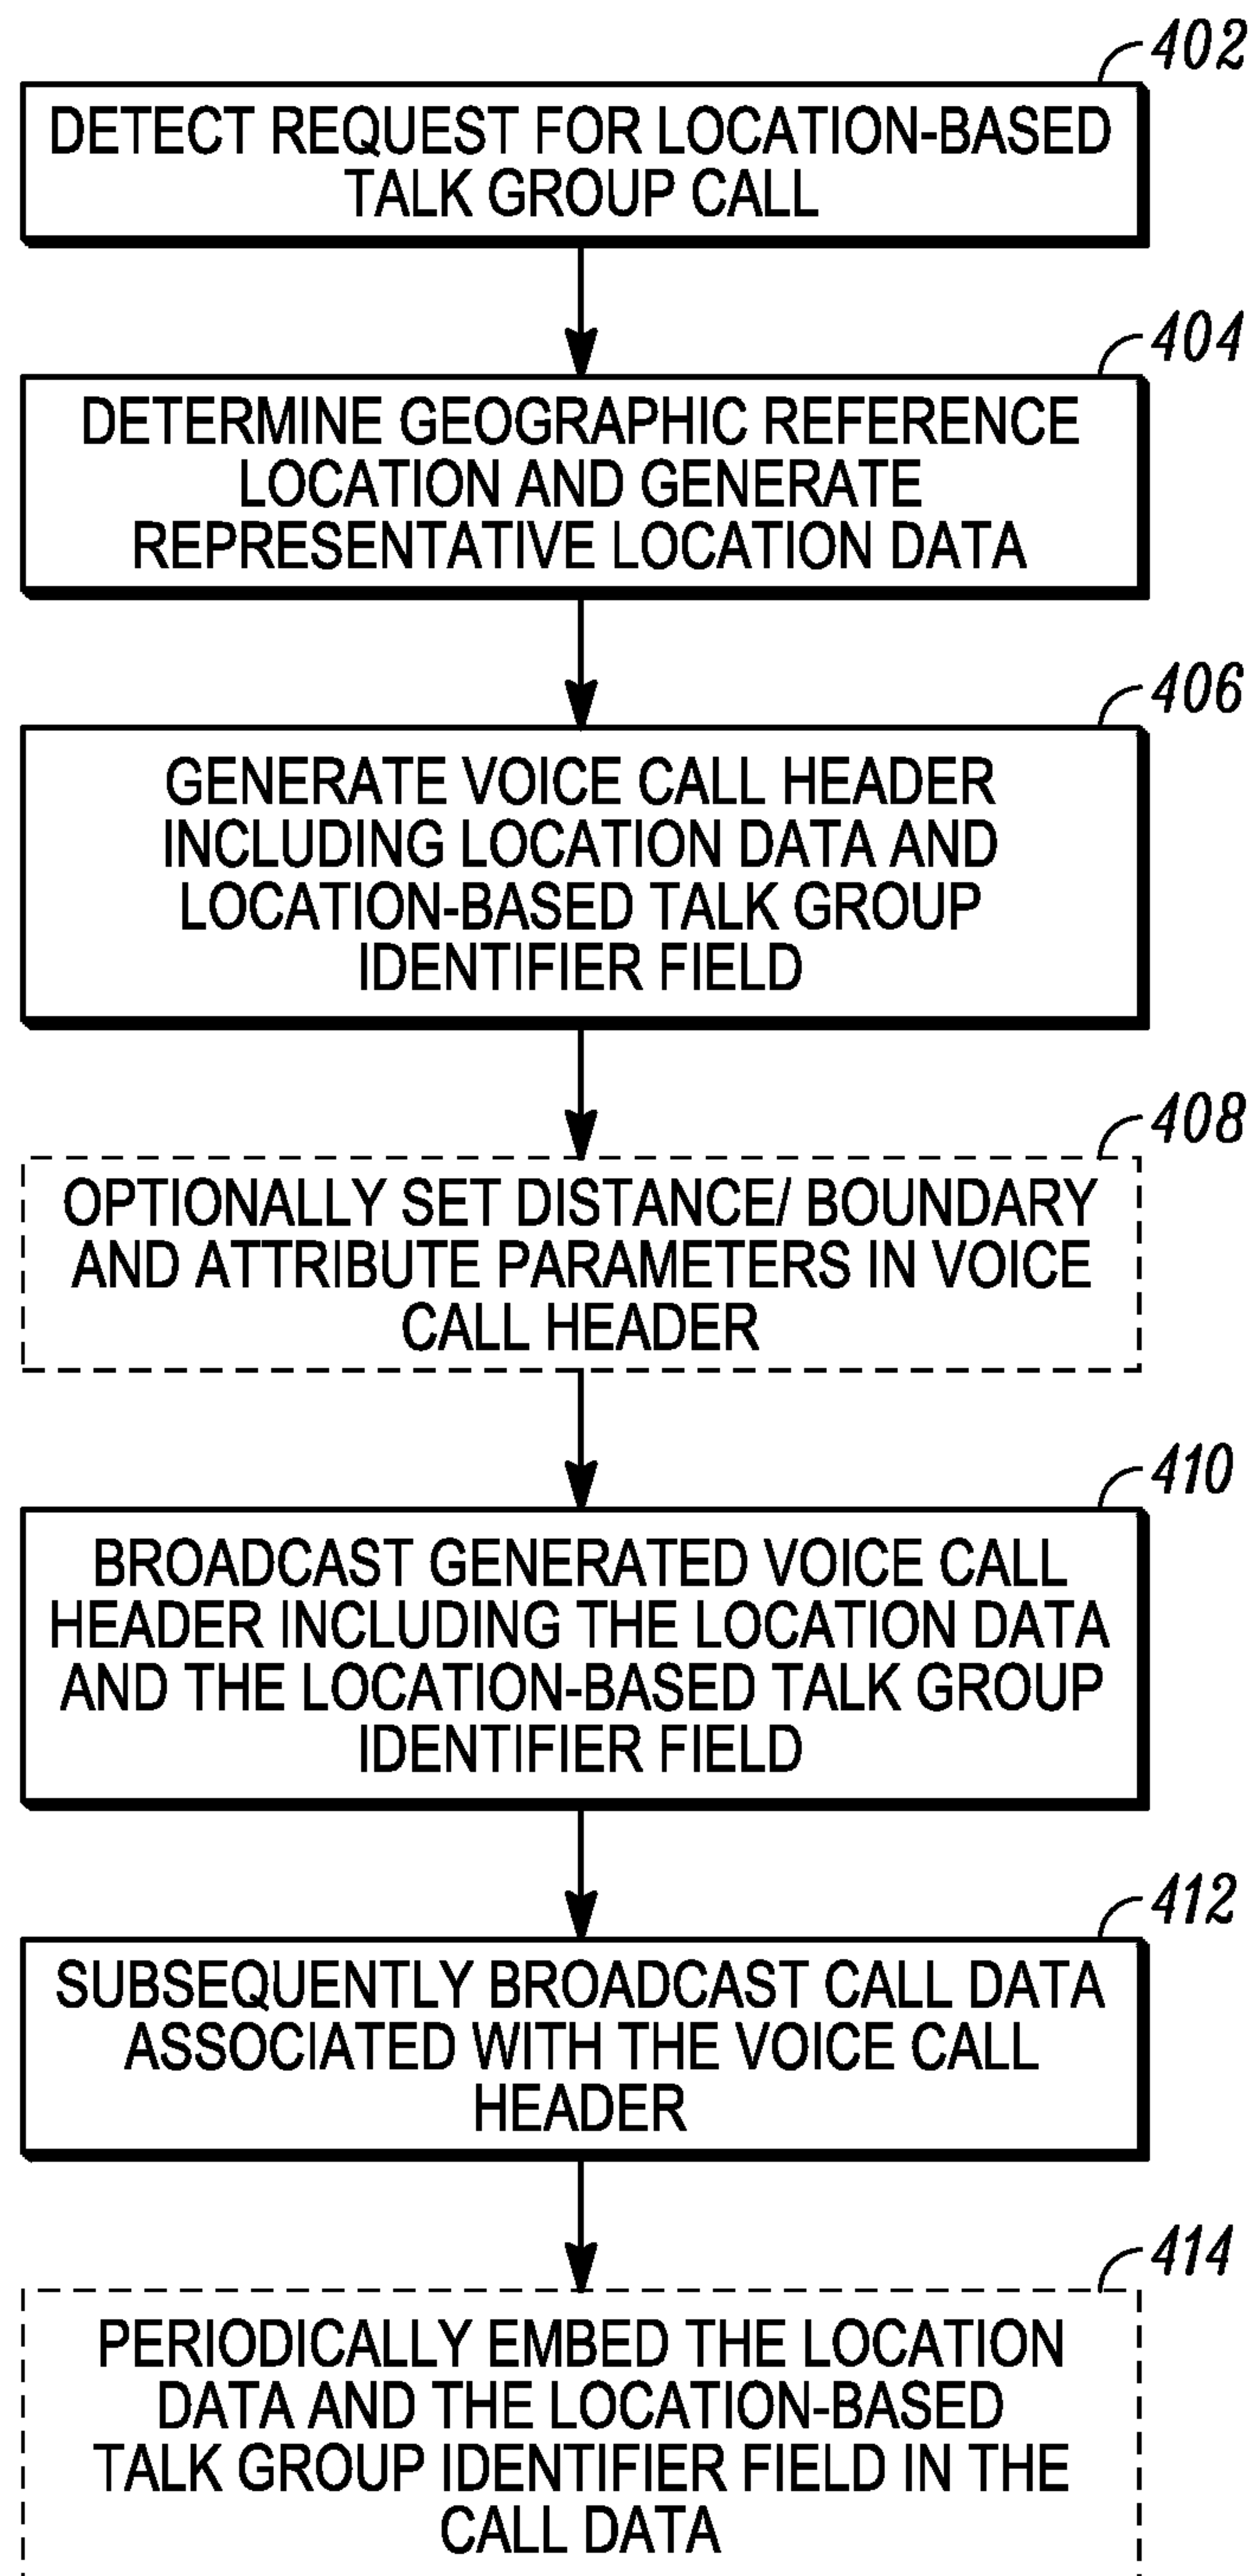 402
DETECT REQUEST FOR LOCATION-BASED
TALK GROUP CALL
404
DETERMINE GEOGRAPHIC REFERENCE
LOCATION AND GENERATE
REPRESENTATIVE LOCATION DATA
406
GENERATE VOICE CALL HEADER
INCLUDING LOCATION DATA AND
LOCATION-BASED TALK GROUP
IDENTIFIER FIELD
408
OPTIONALLY SET DISTANCE/ BOUNDARY
AND ATTRIBUTE PARAMETERS IN VOICE
CALL HEADER
410
BROADCAST GENERATED VOICE CALL
HEADER INCLUDING THE LOCATION DATA
AND THE LOCATION-BASED TALK GROUP
IDENTIFIER FIELD
412
SUBSEQUENTLY BROADCAST CALL DATA
ASSOCIATED WITH THE VOICE CALL
HEADER
414
PERIODICALLY EMBED THE LOCATION
DATA AND THE LOCATION-BASED
TALK GROUP IDENTIFIER FIELD IN THE
CALL DATA